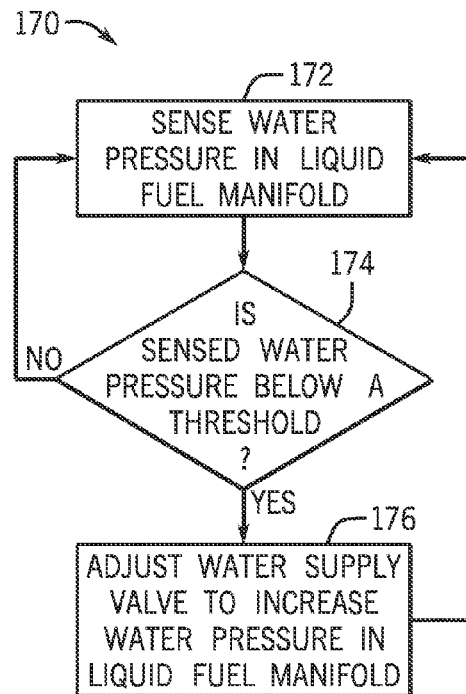 170
172
SENSE WATER
PRESSURE IN LIQUID
FUEL MANIFOLD
174
IS
SENSED WATER
PRESSURE BELOW A
THRESHOLD
?
NO
YES
176
ADJUST WATER SUPPLY
VALVE TO INCREASE
WATER PRESSURE IN
LIQUID FUEL MANIFOLD